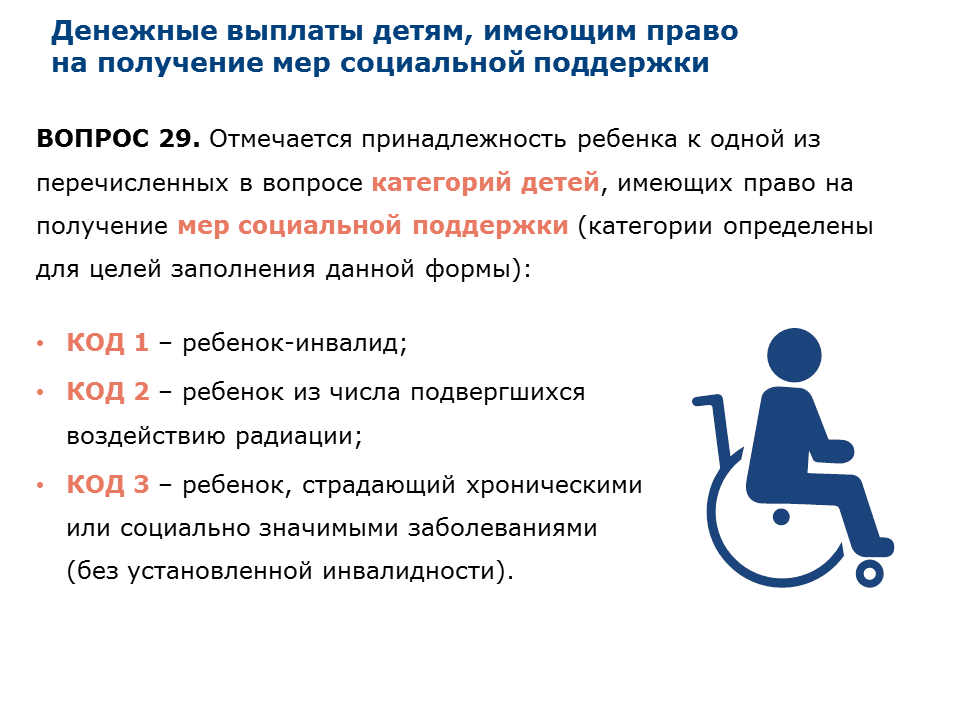 Денежные выплаты детям, имеющим право
на получение мер социальной поддержки
ВОПРОС 29. Отмечается принадлежность ребенка к одной из
перечисленных в вопросе категорий детей, имеющих право на
получение мер социальной поддержки (категории определены
для целей заполнения данной формы):
• КОД 1 – ребенок-инвалид;
• КОД 2 – ребенок из числа подвергшихся
воздействию радиации;
• КОД 3 – ребенок, страдающий хроническими
или социально значимыми заболеваниями
(без установленной инвалидности).